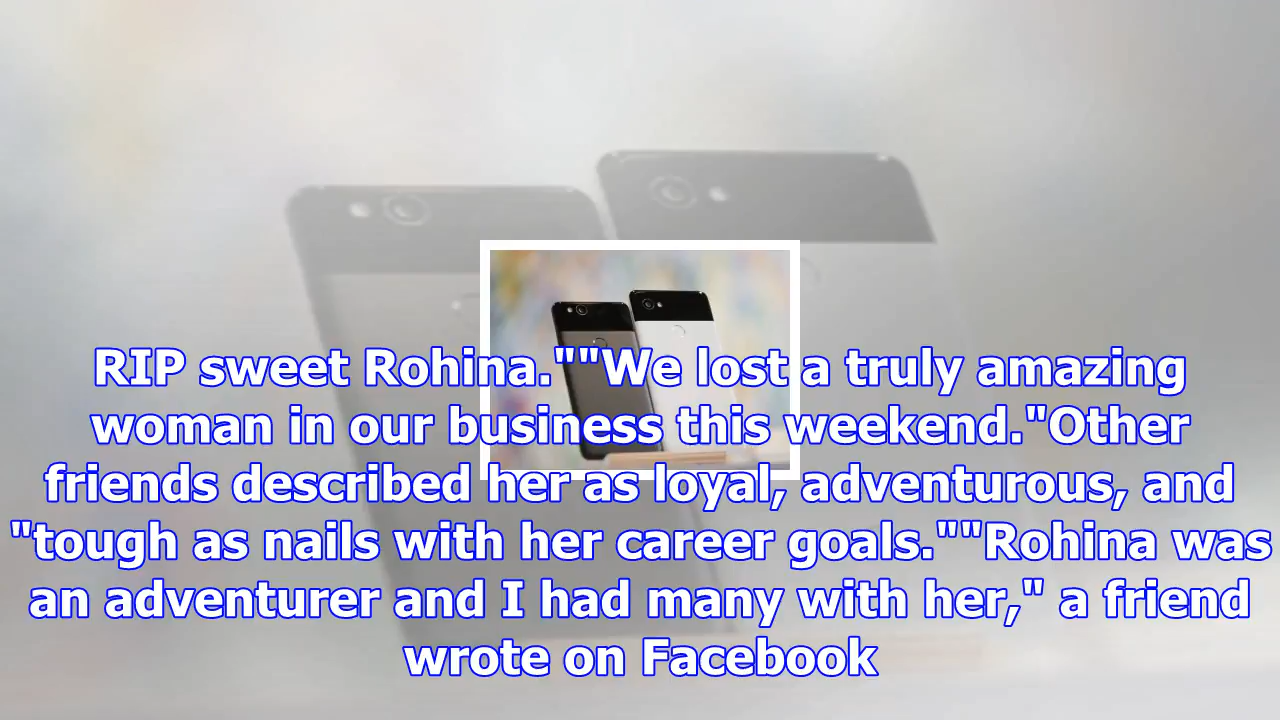 RIP sweet Rohina.""We lost a truly amazing
woman in our business this weekend."Other
friends described her as loyal, adventurous, and
"tough as nails with her career goals.""Rohina was
an adventurer and I had many with her," a friend
wrote on Facebook